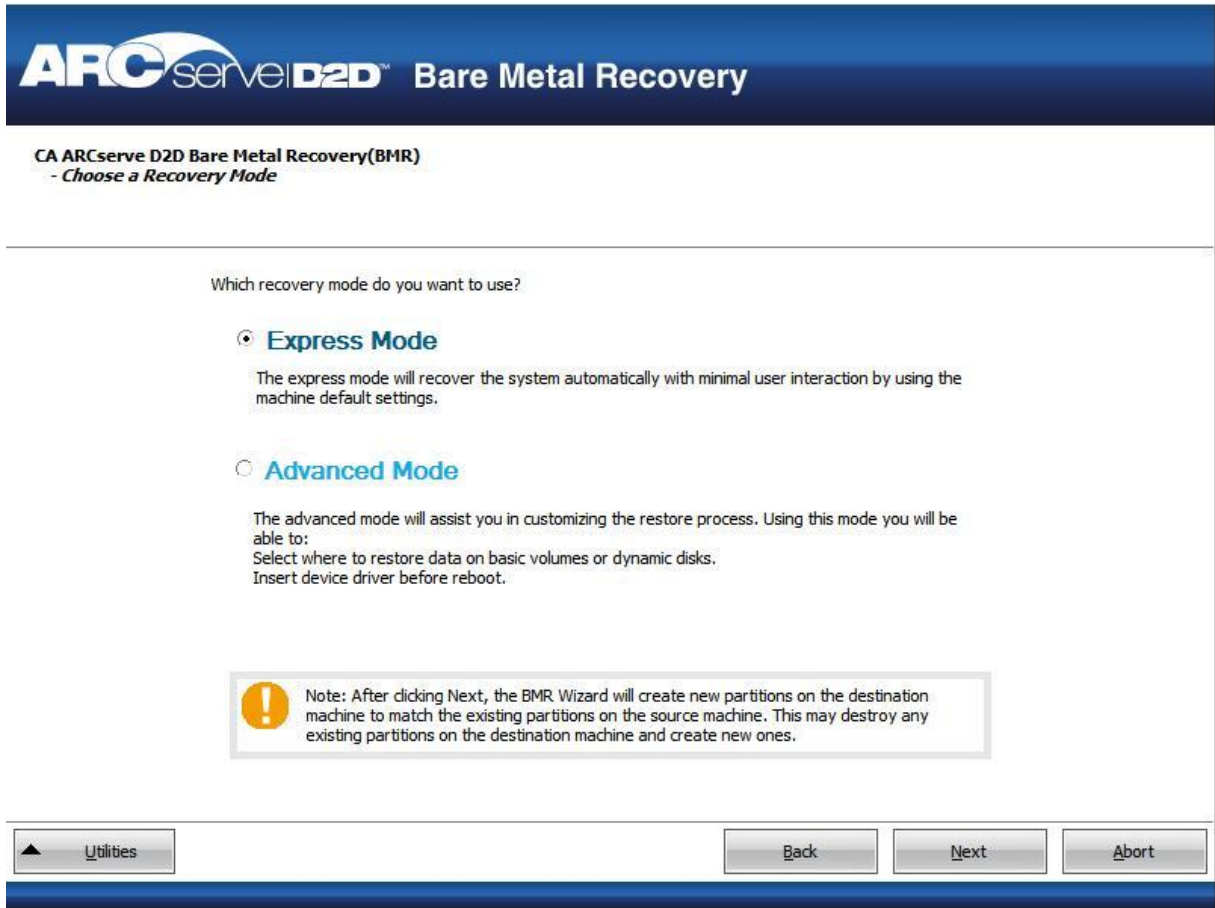 ARCserve D2D™ Bare Metal Recovery
CA ARCserve D2D Bare Metal Recovery(BMR)
- Choose a Recovery Mode
Which recovery mode do you want to use?
Express Mode
The express mode will recover the system automatically with minimal user interaction by using the
machine default settings.
Advanced Mode
The advanced mode will assist you in customizing the restore process. Using this mode you will be
able to:
Select where to restore data on basic volumes or dynamic disks.
Insert device driver before reboot.
Note: After clicking Next, the BMR Wizard will create new partitions on the destination
machine to match the existing partitions on the source machine. This may destroy any
existing partitions on the destination machine and create new ones.
Utilities
Back
Next
Abort